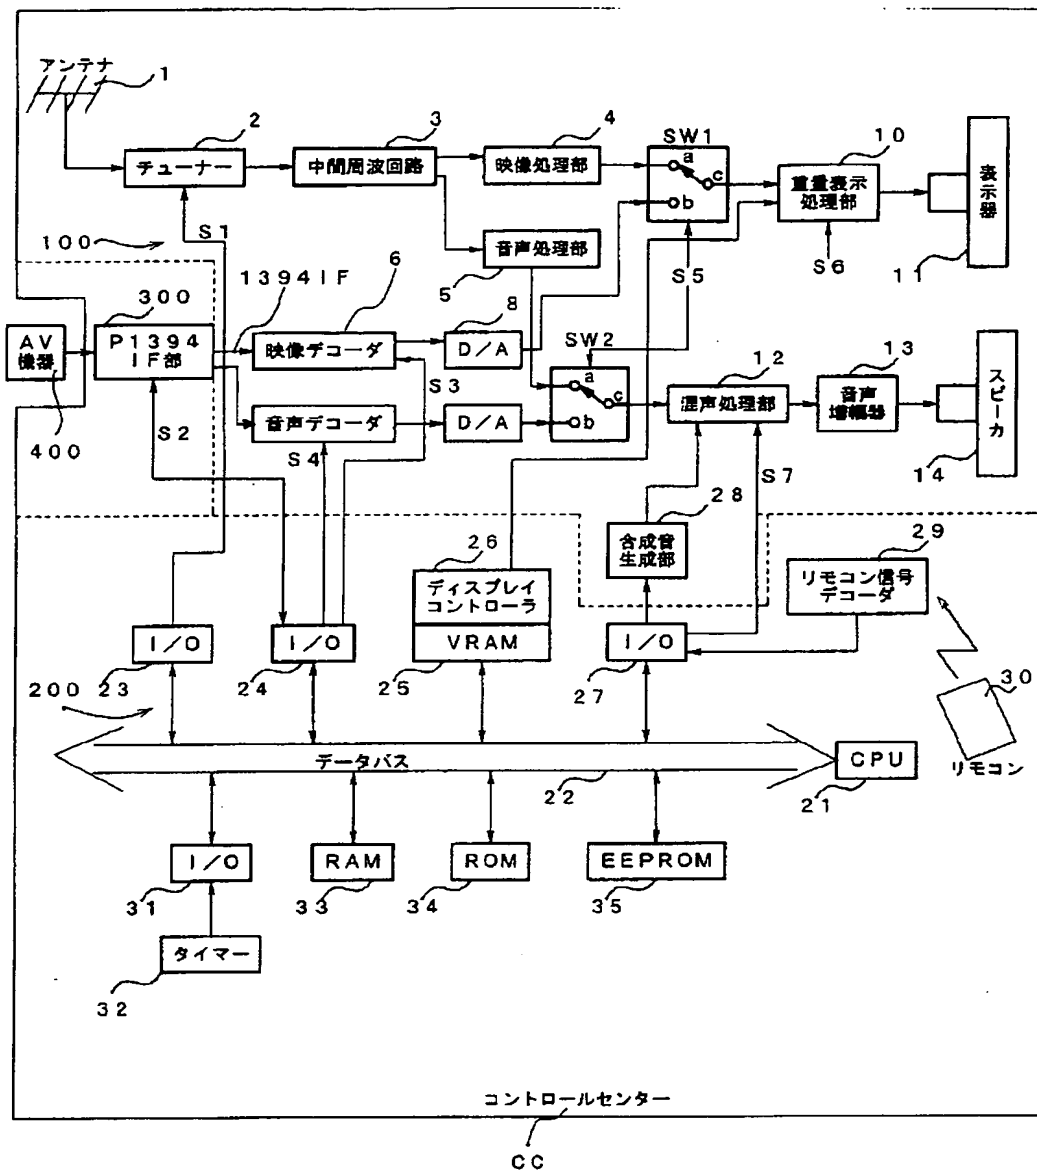 アンテナ
1
2
3
4
SW1
10
チューナー
中間周波回路
映像処理部
a
c
b
重畳表示
処理部
表示器
11
S1
100
音声処理部
5
S5
S6
300
1394IF
6
8
AV
機器
400
P1394
IF部
映像デコーダ
D/A
SW2
a
c
b
S2
S3
音声デコーダ
D/A
S4
12
混声処理部
13
音声
増幅器
スピーカ
14
S7
28
合成音
生成部
26
ディスプレイ
コントローラ
VRAM
25
29
リモコン信号
デコーダ
I/O
23
I/O
24
I/O
27
30
リモコン
200
データバス
22
CPU
21
I/O
31
RAM
33
ROM
34
EEPROM
35
タイマー
32
コントロールセンター
CC